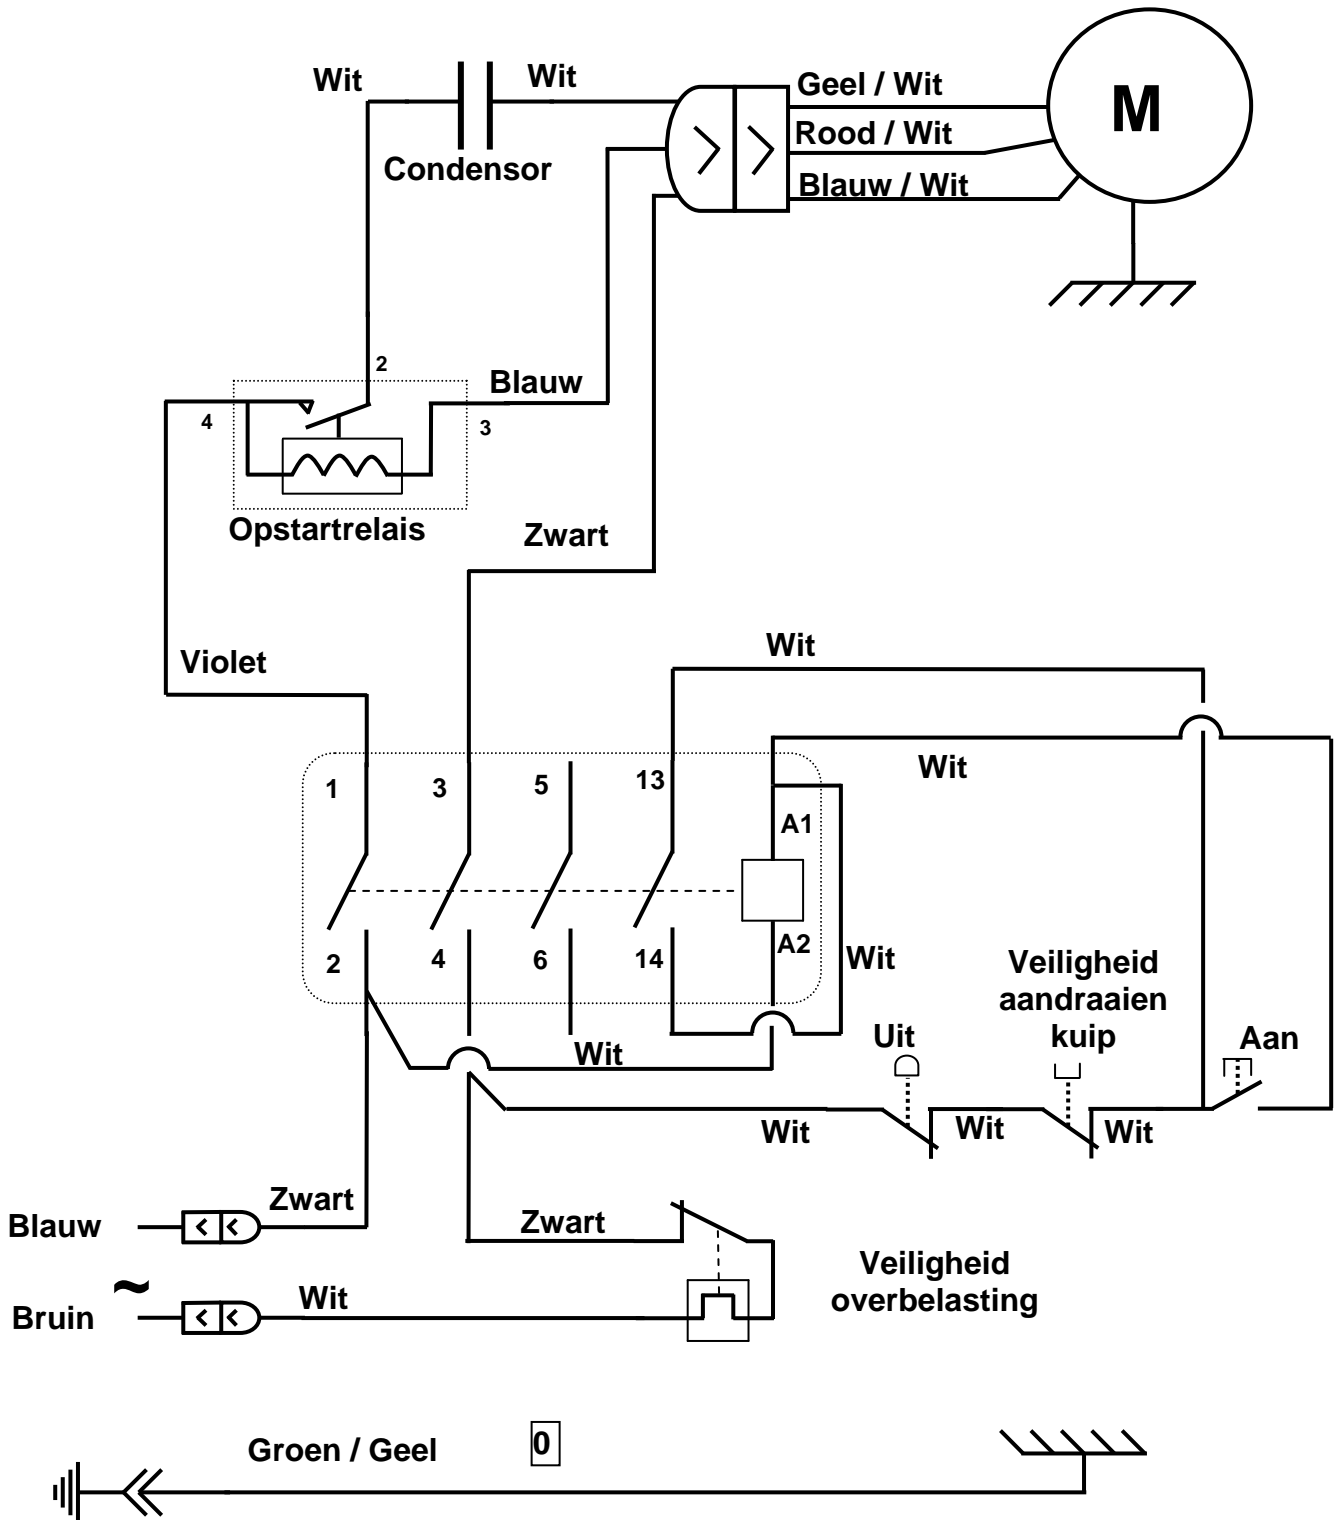 Wit
Wit
Geel / Wit
M
Rood / Wit
Condensor
Blauw / Wit
2
Blauw
4
3
Opstartrelais
Zwart
Violet
Wit
Wit
1
3
5
13
A1
2
4
6
14
A2
Wit
Veiligheid
aandraaien
kuip
Uit
Aan
Wit
Wit
Wit
Wit
Zwart
Blauw
Zwart
Veiligheid
overbelasting
~
Wit
Bruin
Groen / Geel
0